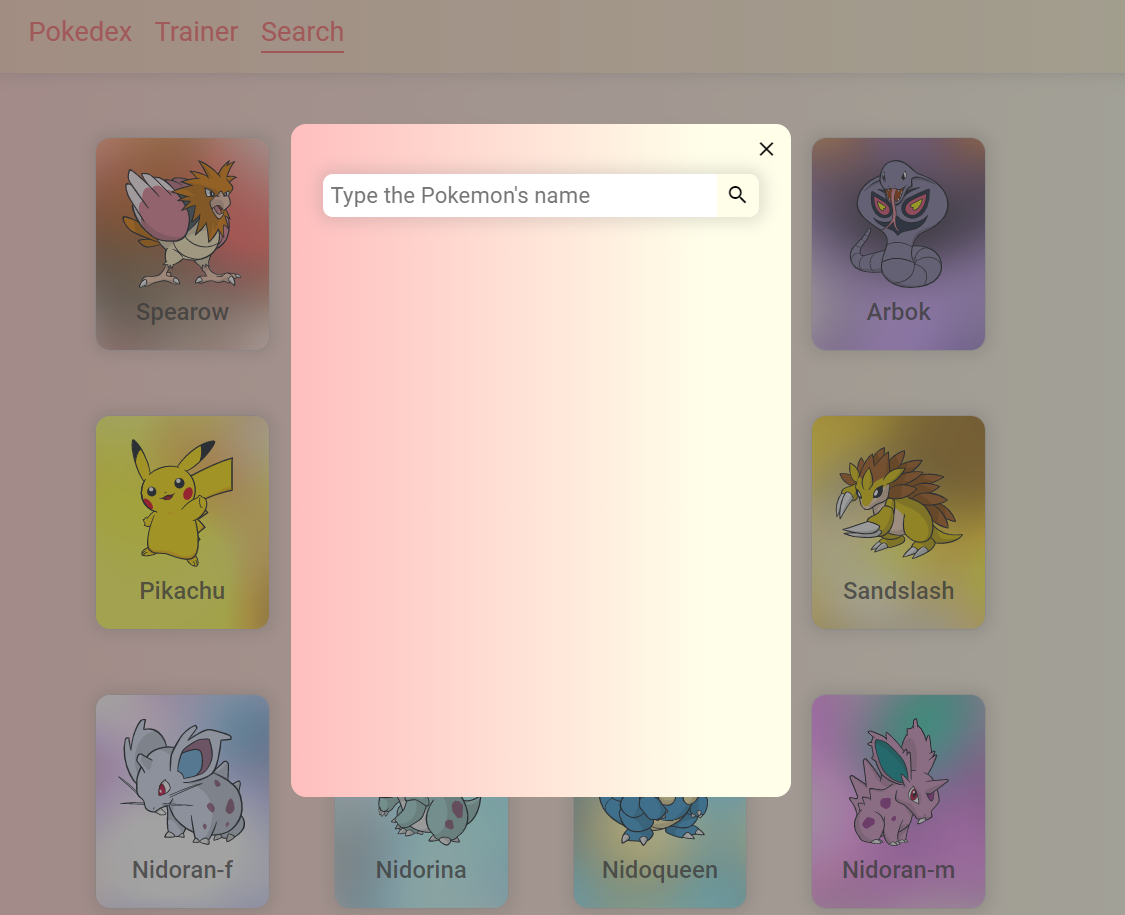 Pokedex Trainer Search
Type the Pokemon's name
Spearow
Arbok
Pikachu
Sandslash
Nidoran-f
Nidorina
Nidoqueen
Nidoran-m